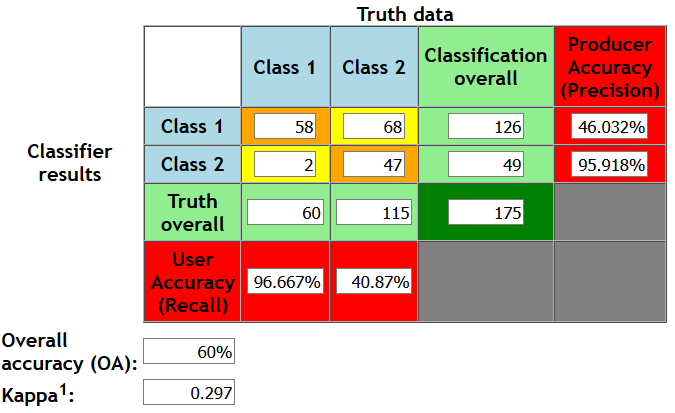 Truth data
Class 1 Class 2 Classification overall Producer Accuracy (Precision)
Classifier results
Class 1 58 68 126 46.032%
Class 2 2 47 49 95.918%
Truth overall 60 115 175
User Accuracy (Recall) 96.667% 40.87%
Overall accuracy (OA): 60%
Kappa1: 0.297